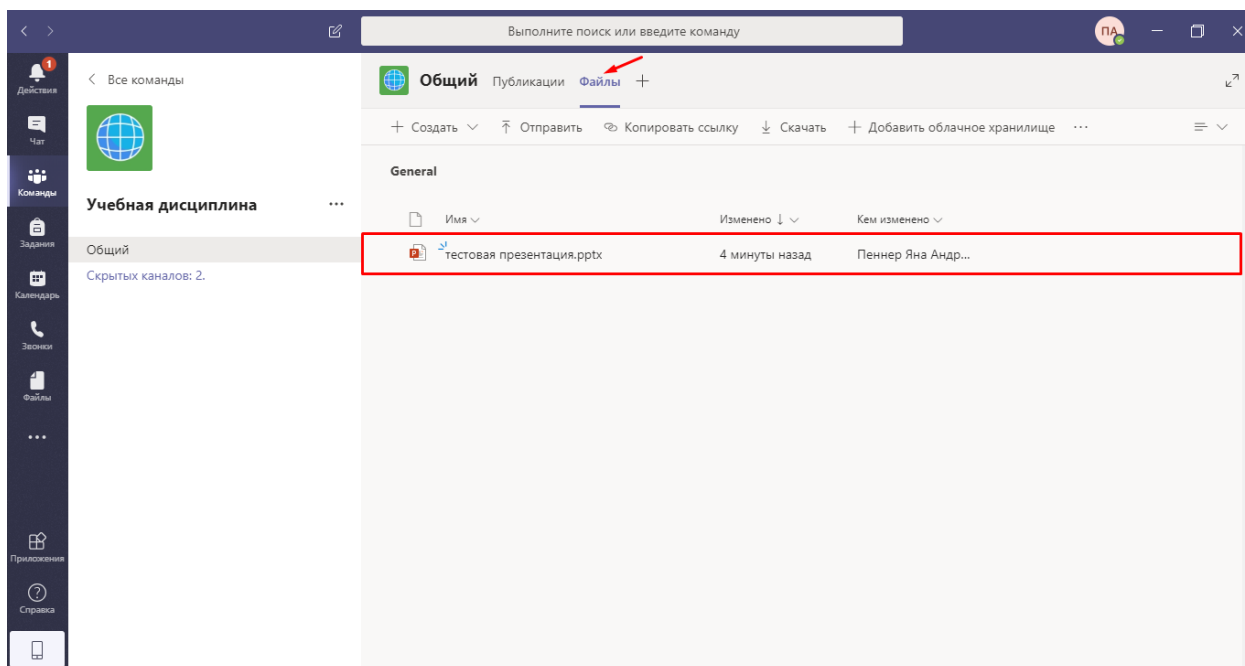 Выполните поиск или введите команду
ПА
1
Действия
Чат
Команды
Задания
Календарь
Звонки
Файлы
Приложения
Справка
Все команды
Учебная дисциплина
Общий
Скрытых каналов: 2.
Общий Публикации Файлы
Создать Отправить Копировать ссылку Скачать Добавить облачное хранилище
General
Имя Изменено Кем изменено
тестовая презентация.pptx 4 минуты назад Пеннер Яна Андр...